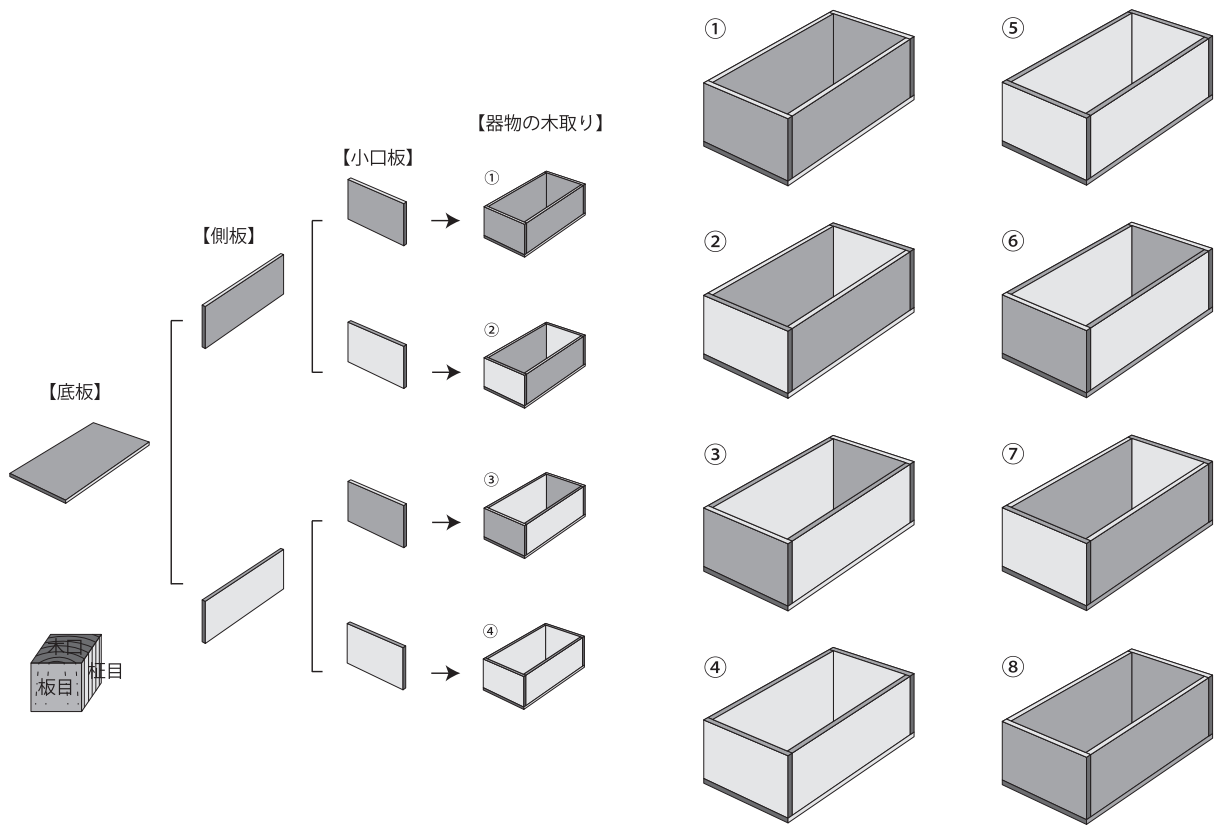 【器物の木取り】
【小口板】
①
【側板】
②
【底板】
③
④
木口
柾目
板目
①
⑤
②
⑥
③
⑦
④
⑧